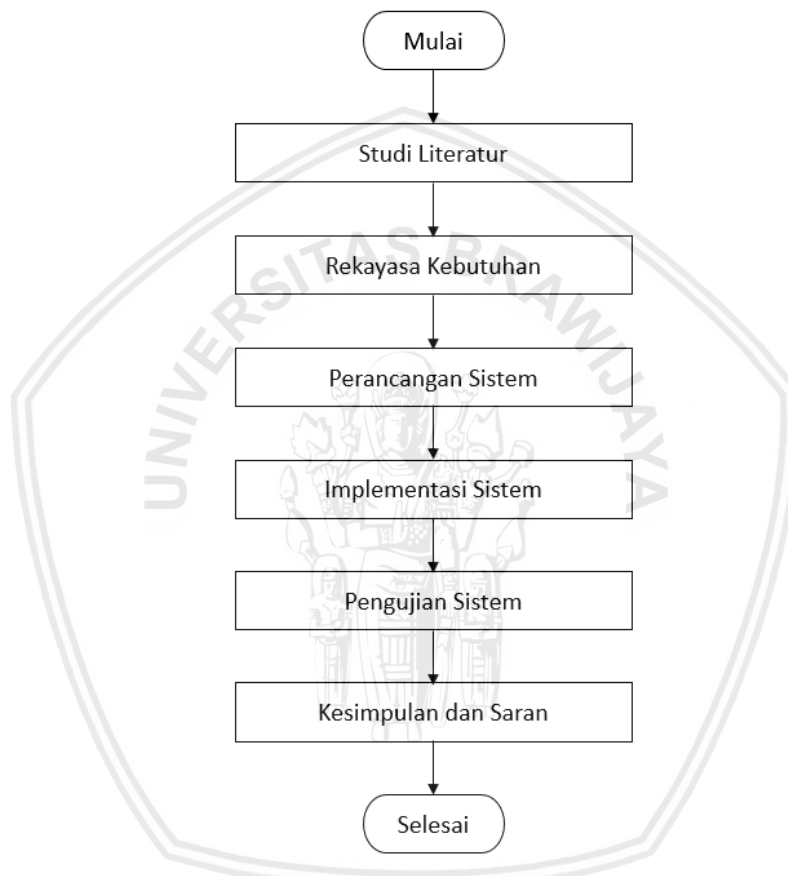 Mulai
Studi Literatur
UNIVERSITAS BRAWIJAYA
Rekayasa Kebutuhan
Perancangan Sistem
Implementasi Sistem
Pengujian Sistem
Kesimpulan dan Saran
Selesai